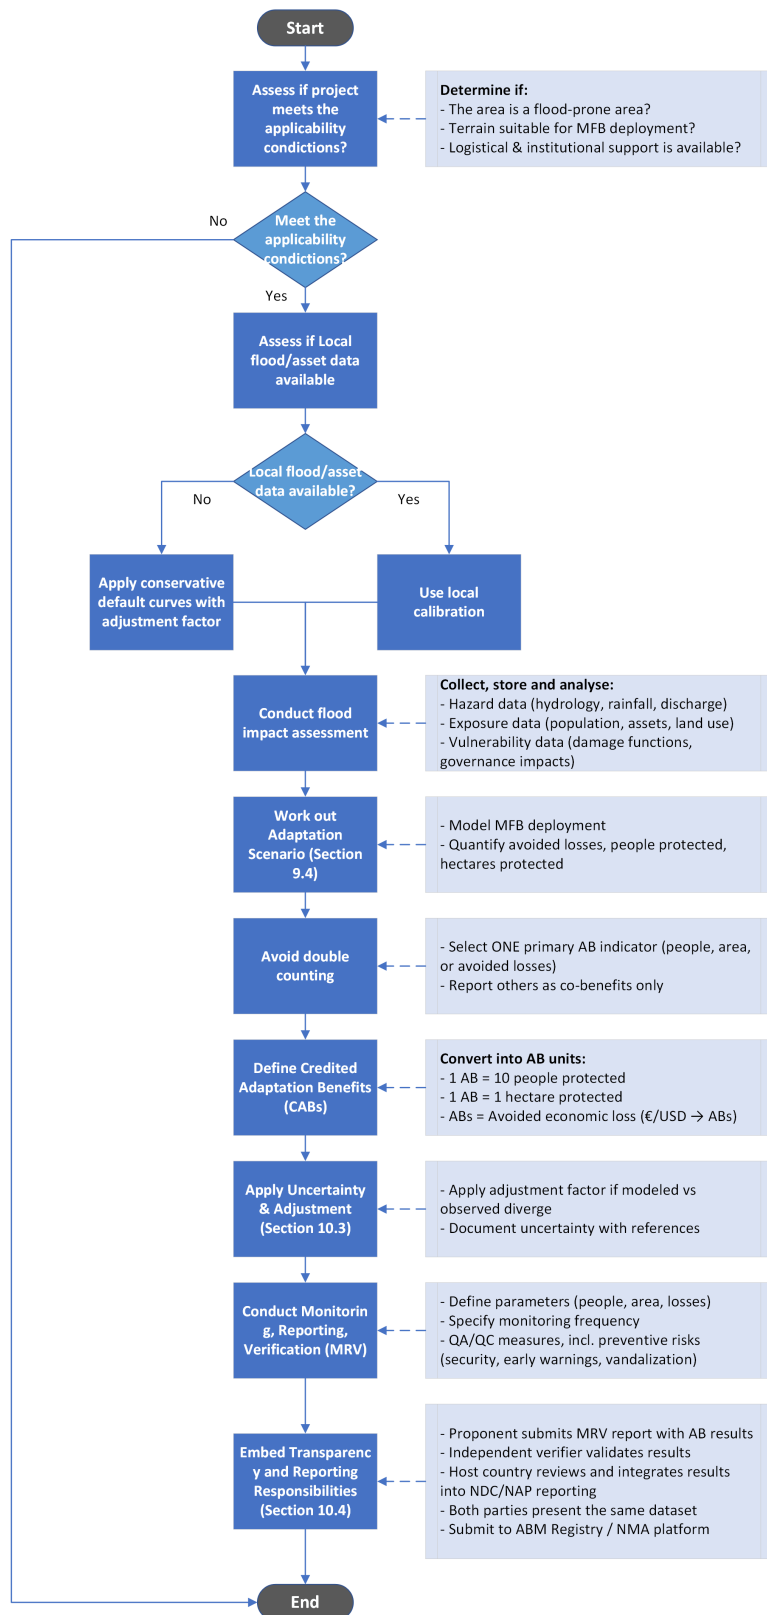 Start
Assess if project
meets the
applicability
condictions?
Determine if:
- The area is a flood-prone area?
- Terrain suitable for MFB deployment?
- Logistical & institutional support is available?
No
Meet the
applicability
condictions?
Yes
Assess if Local
flood/asset data
available
Local flood/asset
data available?
No
Yes
Apply conservative
default curves with
adjustment factor
Use local
calibration
Conduct flood
impact assessment
Collect, store and analyse:
- Hazard data (hydrology, rainfall, discharge)
- Exposure data (population, assets, land use)
- Vulnerability data (damage functions,
governance impacts)
Work out
Adaptation
Scenario (Section
9.4)
- Model MFB deployment
- Quantify avoided losses, people protected,
hectares protected
Avoid double
counting
- Select ONE primary AB indicator (people, area,
or avoided losses)
- Report others as co-benefits only
Define Credited
Adaptation Benefits
(CABs)
Convert into AB units:
- 1 AB = 10 people protected
- 1 AB = 1 hectare protected
- ABs = Avoided economic loss (€/USD → ABs)
Apply Uncertainty
& Adjustment
(Section 10.3)
- Apply adjustment factor if modeled vs
observed diverge
- Document uncertainty with references
Conduct Monitorin
g, Reporting,
Verification (MRV)
- Define parameters (people, area, losses)
- Specify monitoring frequency
- QA/QC measures, incl. preventive risks
(security, early warnings, vandalization)
Embed Transparenc
y and Reporting
Responsibilities
(Section 10.4)
- Proponent submits MRV report with AB results
- Independent verifier validates results
- Host country reviews and integrates results
into NDC/NAP reporting
- Both parties present the same dataset
- Submit to ABM Registry / NMA platform
End